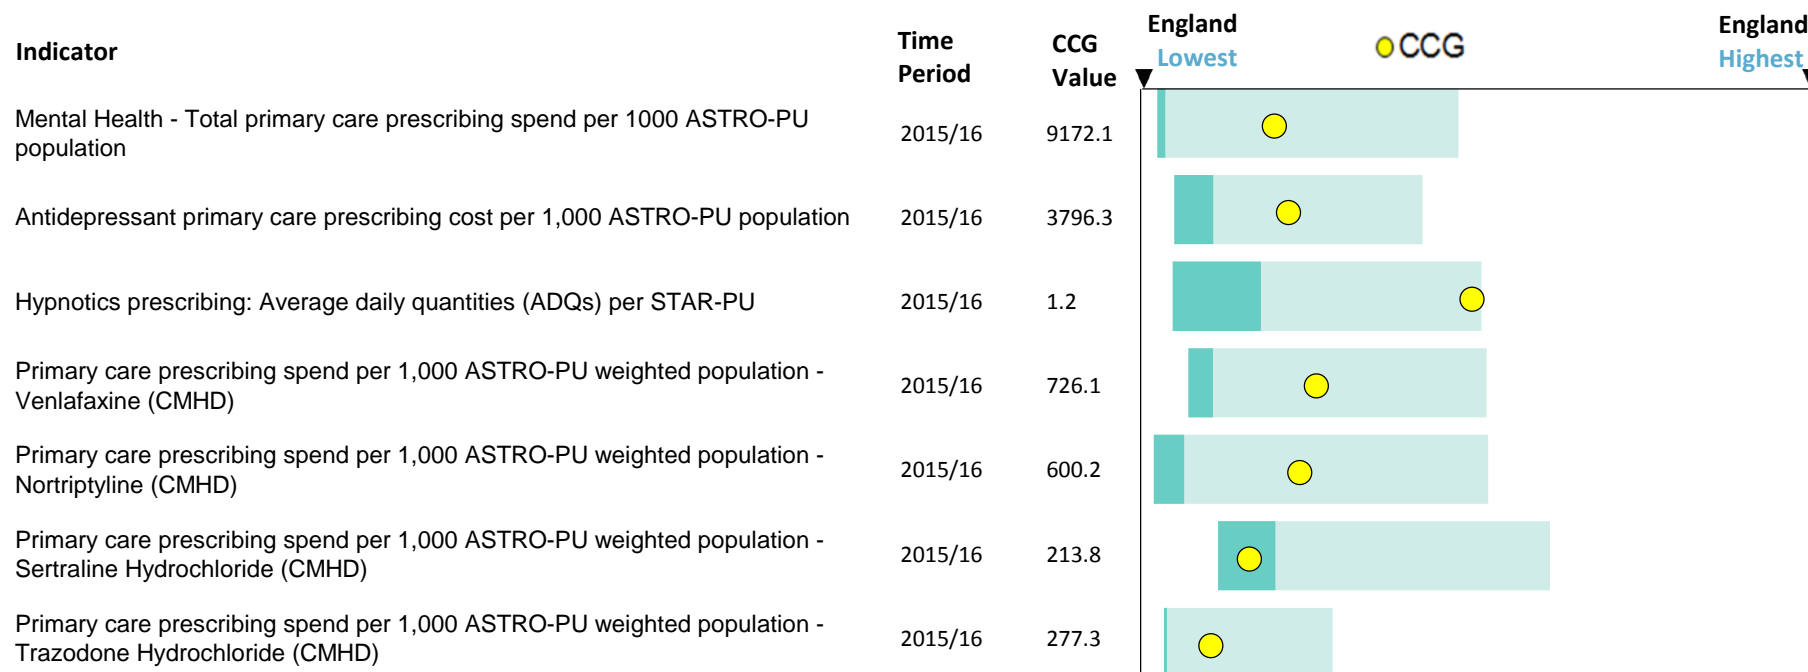 Indicator
Time
Period
CCG
Value
England
Lowest
CCG
England
Highest
Mental Health - Total primary care prescribing spend per 1000 ASTRO-PU
population
2015/16
9172.1
Antidepressant primary care prescribing cost per 1,000 ASTRO-PU population
2015/16
3796.3
Hypnotics prescribing: Average daily quantities (ADQs) per STAR-PU
2015/16
1.2
Primary care prescribing spend per 1,000 ASTRO-PU weighted population -
Venlafaxine (CMHD)
2015/16
726.1
Primary care prescribing spend per 1,000 ASTRO-PU weighted population -
Nortriptyline (CMHD)
2015/16
600.2
Primary care prescribing spend per 1,000 ASTRO-PU weighted population -
Sertraline Hydrochloride (CMHD)
2015/16
213.8
Primary care prescribing spend per 1,000 ASTRO-PU weighted population -
Trazodone Hydrochloride (CMHD)
2015/16
277.3